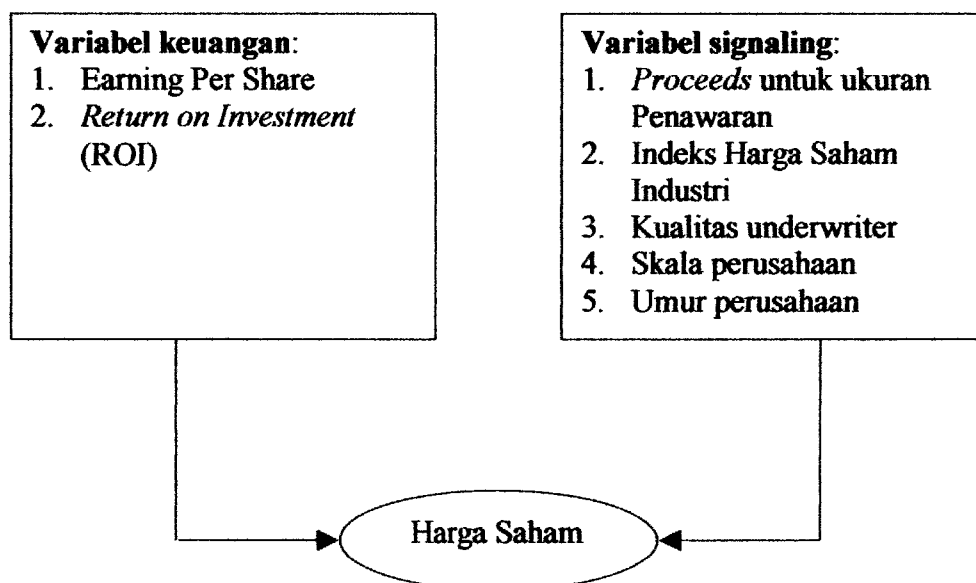 Variabel keuangan:
1. Earning Per Share
2. Return on Investment
(ROI)
Variabel signaling:
1. Proceeds untuk ukuran
Penawaran
2. Indeks Harga Saham
Industri
3. Kualitas underwriter
4. Skala perusahaan
5. Umur perusahaan
Harga Saham